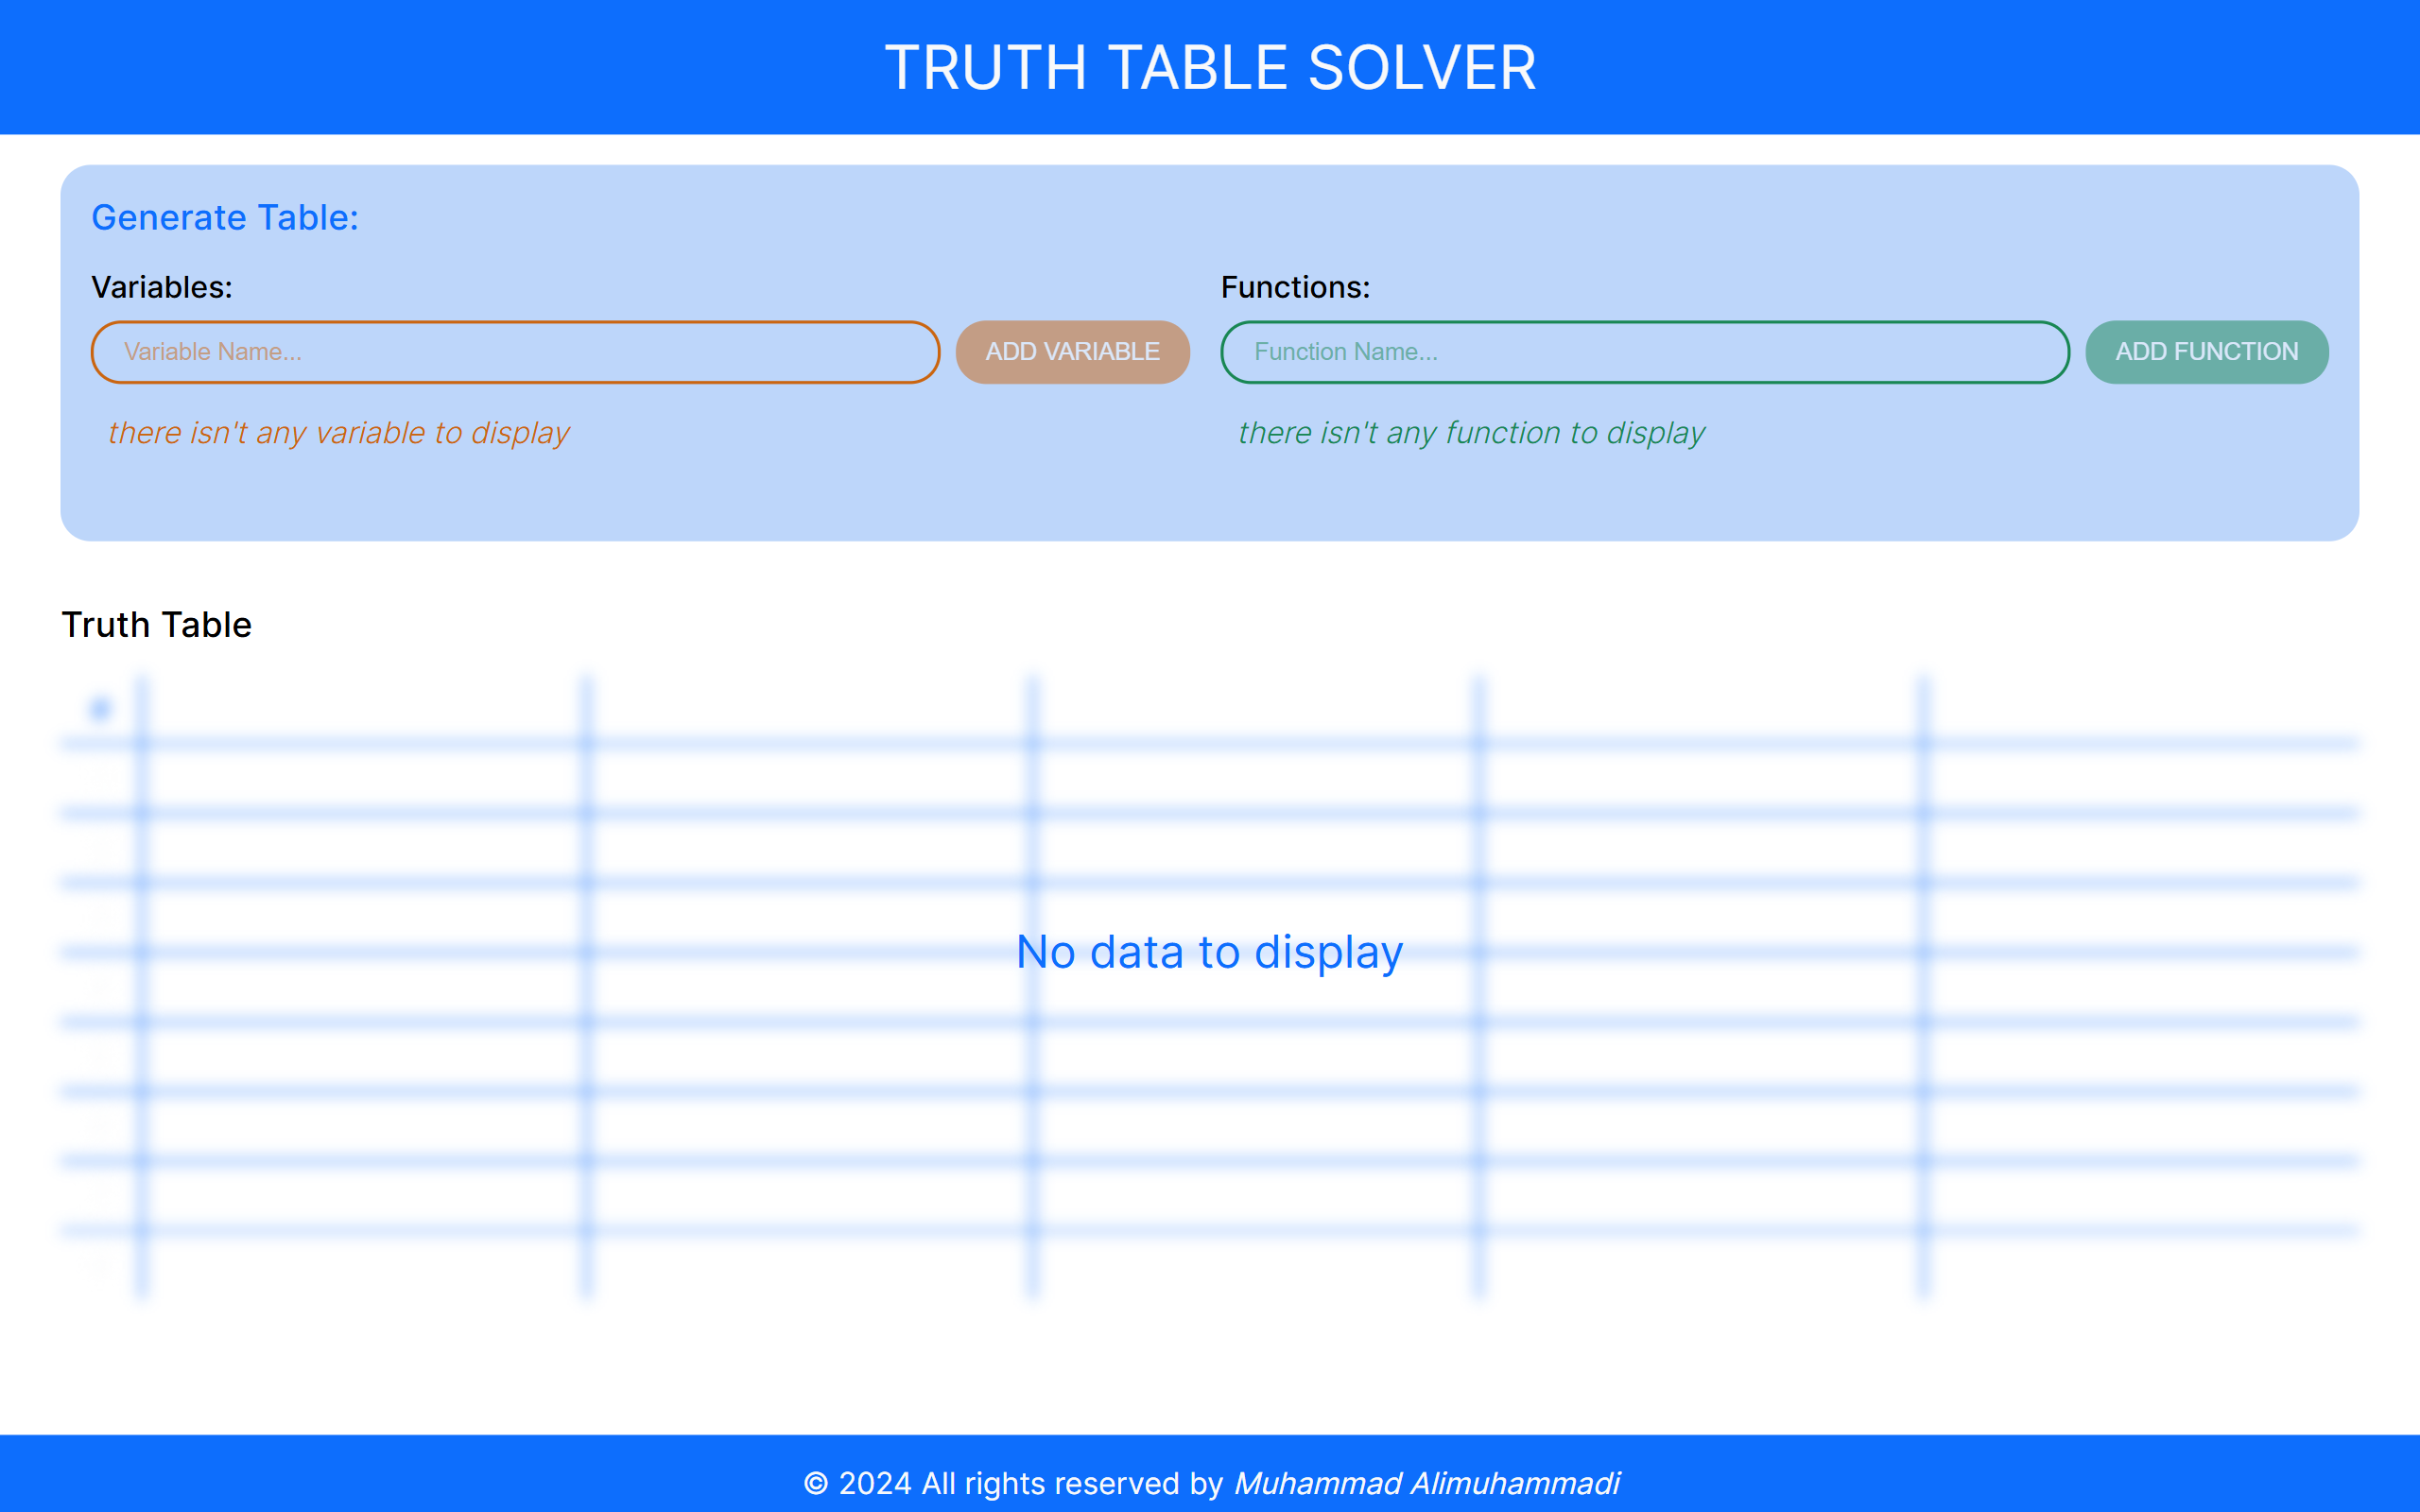 TRUTH TABLE SOLVER
Generate Table:
Variables:
Variable Name...
ADD VARIABLE
there isn't any variable to display
Functions:
Function Name...
ADD FUNCTION
there isn't any function to display
Truth Table
No data to display
© 2024 All rights reserved by Muhammad Alimuhammadi